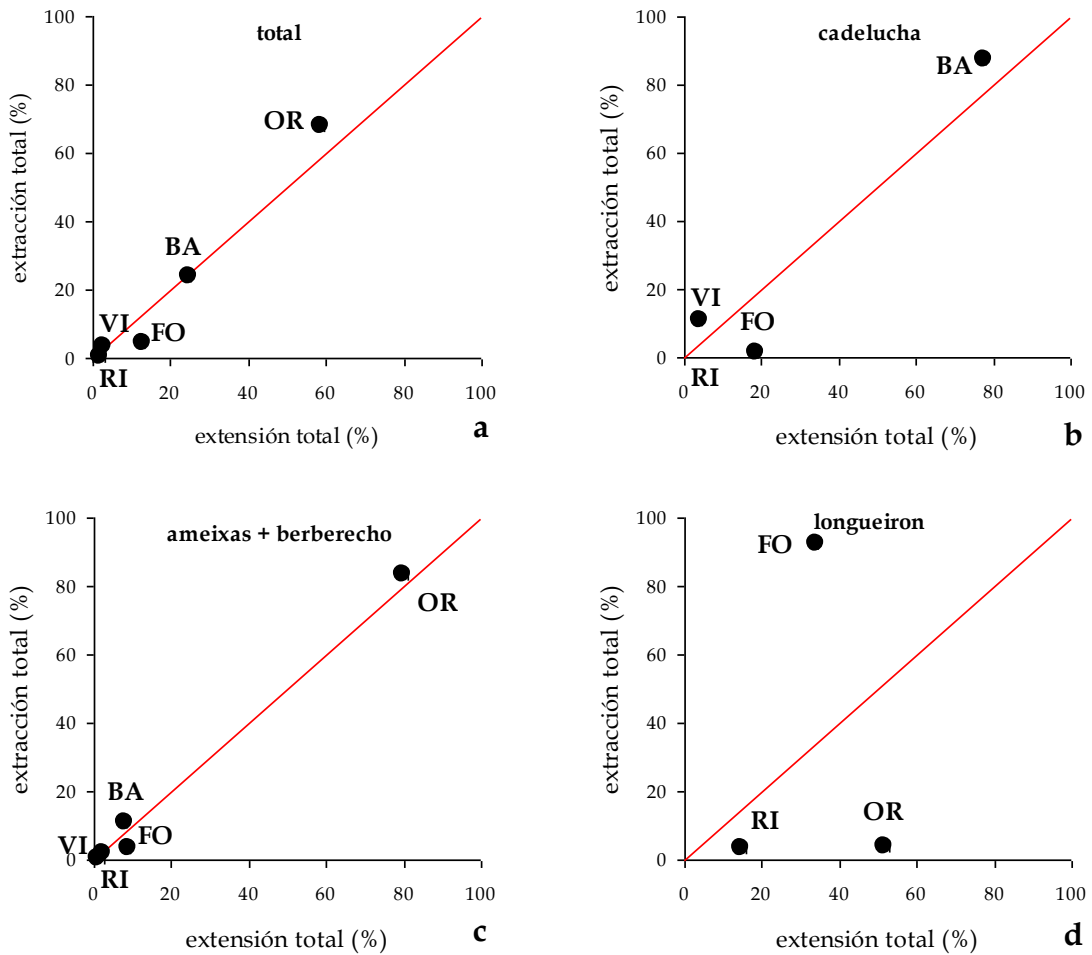 total
extracción total (%)
100
80
60
40
20
0
OR
BA
VI
FO
RI
0 20 40 60 80 100
extensión total (%)
a
cadelucha
extracción total (%)
100
80
60
40
20
0
BA
VI
FO
RI
0 20 40 60 80 100
extensión total (%)
b
ameixas + berberecho
extracción total (%)
100
80
60
40
20
0
OR
BA
VI
FO
RI
0 20 40 60 80 100
extensión total (%)
c
longueiron
extracción total (%)
100
80
60
40
20
0
FO
RI
OR
0 20 40 60 80 100
extensión total (%)
d